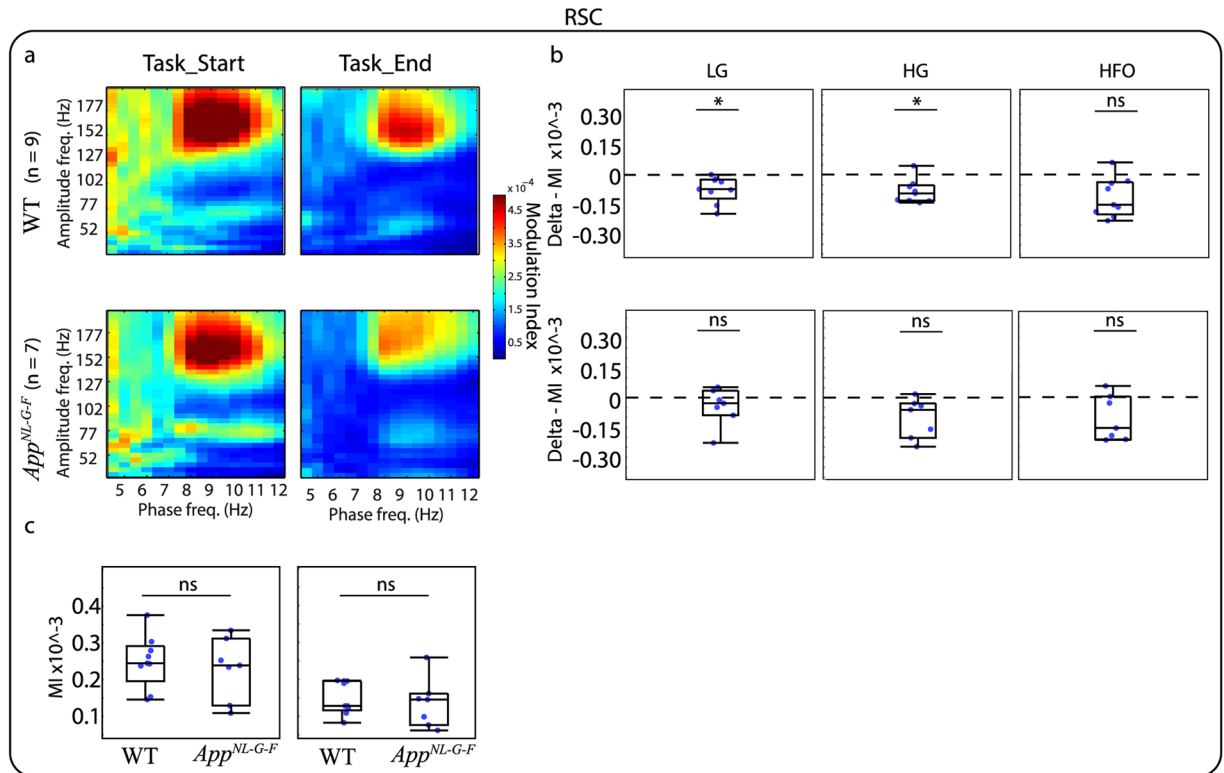 RSC
a
Task_Start Task_End
WT (n = 9)
Amplitude freq. (Hz)
177
152
127
102
77
52
x 10^-4
4.5
3.5
2.5
1.5
0.5
Modulation Index
App^NL-G-F (n = 7)
Amplitude freq. (Hz)
177
152
127
102
77
52
5 6 7 8 9 10 11 12 5 6 7 8 9 10 11 12
Phase freq. (Hz) Phase freq. (Hz)
b
LG HG HFO
Delta - MI x10^-3
0.30
0.15
0
-0.15
-0.30
* * ns
Delta - MI x10^-3
0.30
0.15
0
-0.15
-0.30
ns ns ns
c
MI x10^-3
0.4
0.3
0.2
0.1
ns ns
WT App^NL-G-F WT App^NL-G-F